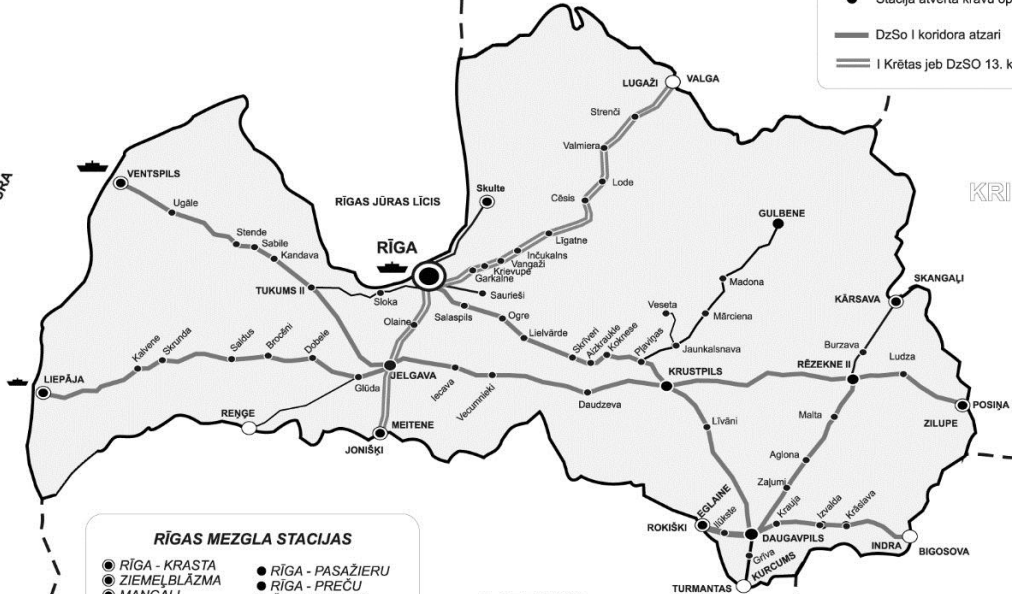 Stacija atvērta kravu op
DzSo I koridora atzari
I Krētas jeb DzSO 13. k
LUGAŽI
VALGA
Strenči
Valmiera
Lode
Cēsis
Līgatne
Inčukalns
Vangaži
Krievupe
Garkalne
VENTSPILS
Ugāle
Stende
Sabile
Kandava
TUKUMS II
RĪGAS JŪRAS LĪCIS
Skulte
RĪGA
KRI
GULBENE
Madona
Mārciena
Veseta
Jaunkalsnava
SKANGAĻI
KĀRSAVA
Burzava
Sloka
Saurieši
Salaspils
Ogre
Lielvārde
Skrīveri
Aizkraukle
Koknese
Pļaviņas
Olaine
Kalvene
Skrunda
Saldus
Brocēni
Dobele
LIEPĀJA
Glūda
JELGAVA
Iecava
Vecumnieki
Daudzeva
KRUSTPILS
RĒZEKNE II
Ludza
POSIŅA
ZILUPE
REŅĢE
MEITENE
JONIŠĶI
Līvāni
Malta
Aglona
Zaļumi
Krauja
Izvalda
Krāslava
ROKIŠKI
EGLAINE
Ilūkste
DAUGAVPILS
INDRA
BIGOSOVA
Grīva
KURCUMS
TURMANTAS
RĪGAS MEZGLA STACIJAS
RĪGA - KRASTA
ZIEMEĻBLĀZMA
MANGAĻI
RĪGA - PASAŽIERU
RĪGA - PREČU